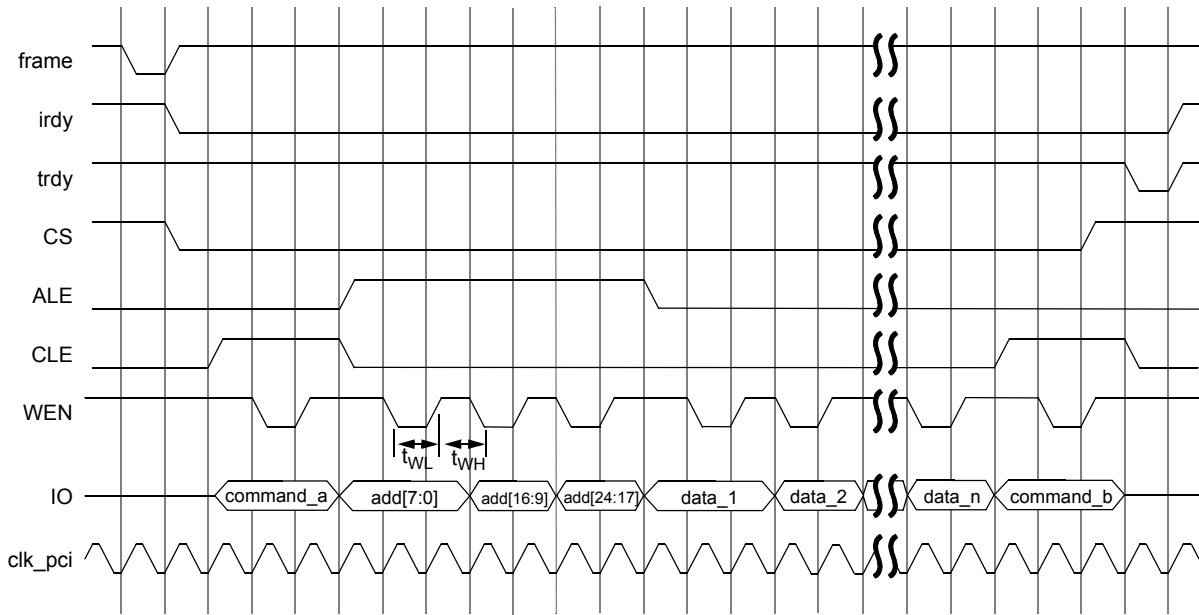 frame
irdy
trdy
CS
ALE
CLE
WEN
tWL tWH
IO command_a add[7:0] add[16:9] add[24:17] data_1 data_2 data_n command_b
clk_pci